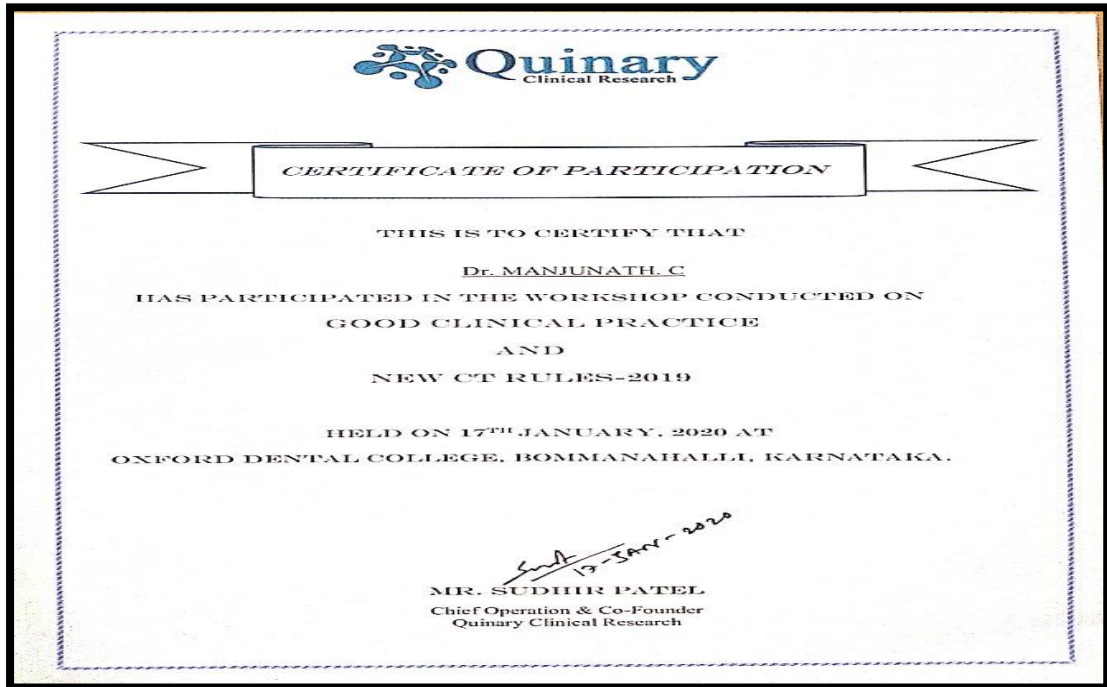 Quinary
Clinical Research
CERTIFICATE OF PARTICIPATION
THIS IS TO CERTIFY THAT
Dr. MANJUNATH. C
HAS PARTICIPATED IN THE WORKSHOP CONDUCTED ON
GOOD CLINICAL PRACTICE
AND
NEW CT RULES-2019
HELD ON 17TH JANUARY, 2020 AT
OXFORD DENTAL COLLEGE, BOMMANAHALLI, KARNATAKA.
17-JAN-2020
MR. SUDHIR PATEL
Chief Operation & Co-Founder
Quinary Clinical Research